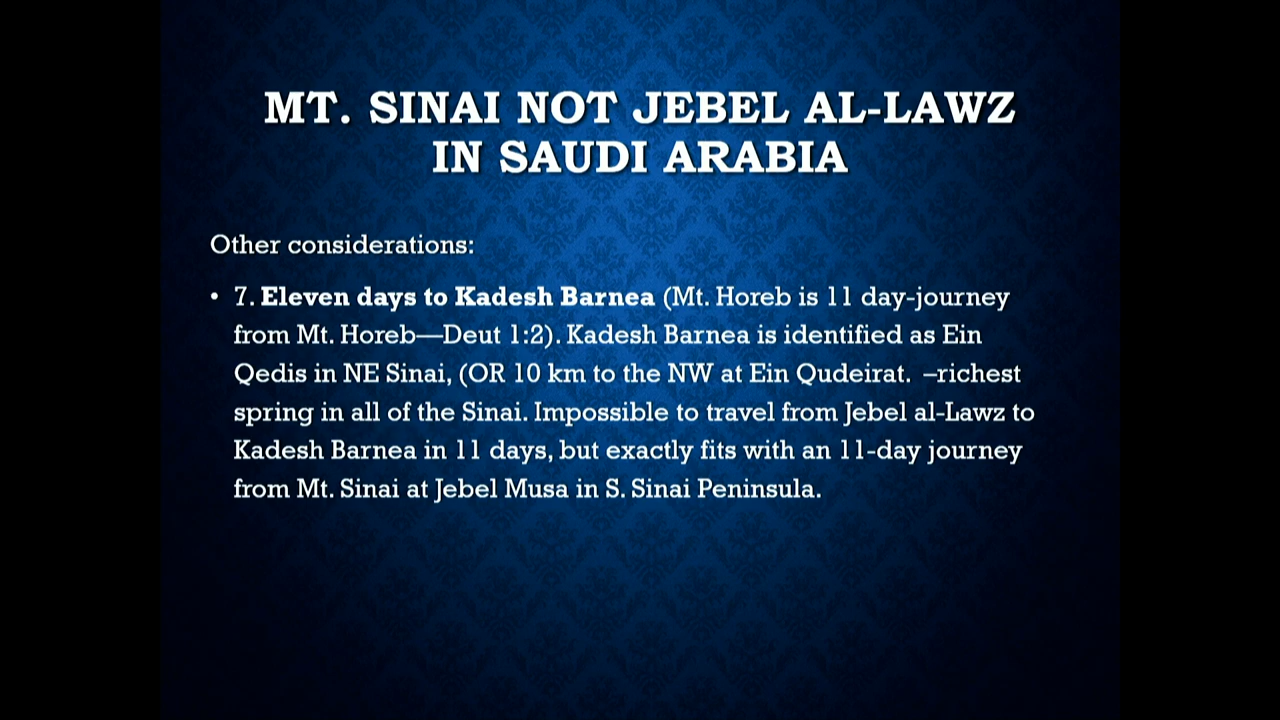 MT. SINAI NOT JEBEL AL-LAWZ
IN SAUDI ARABIA
Other considerations:
• 7. Eleven days to Kadesh Barnea (Mt. Horeb is 11 day-journey
from Mt. Horeb—Deut 1:2). Kadesh Barnea is identified as Ein
Qedis in NE Sinai, (OR 10 km to the NW at Ein Qudeirat. –richest
spring in all of the Sinai. Impossible to travel from Jebel al-Lawz to
Kadesh Barnea in 11 days, but exactly fits with an 11-day journey
from Mt. Sinai at Jebel Musa in S. Sinai Peninsula.